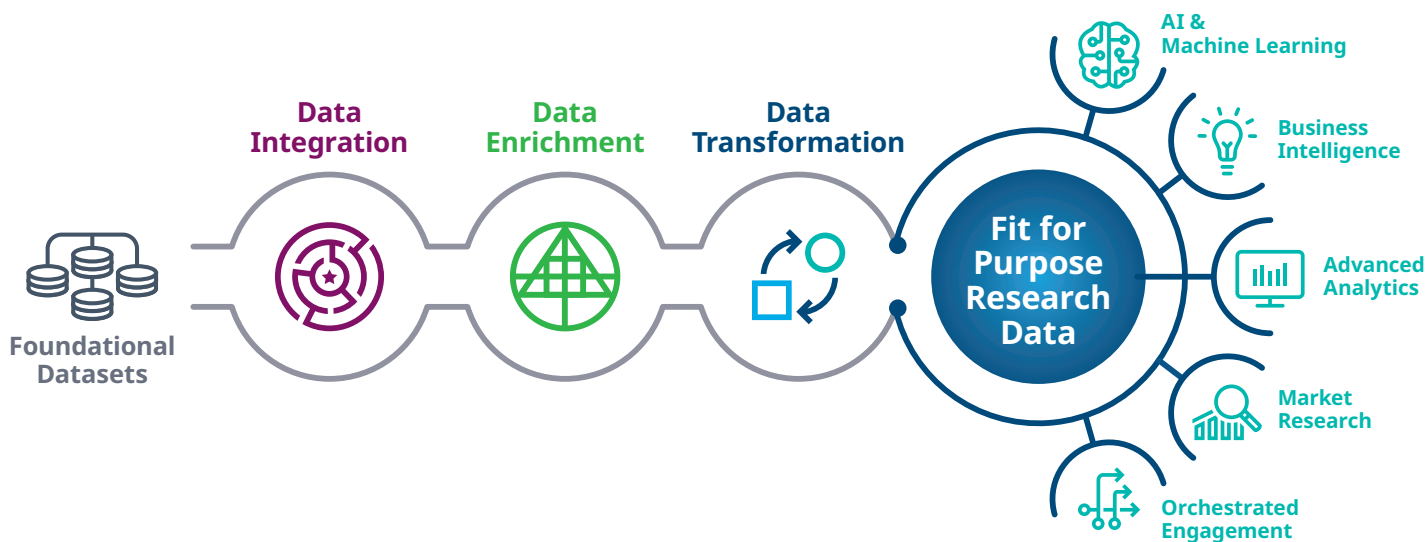 Foundational
Datasets
Data
Integration
Data
Enrichment
Data
Transformation
Fit for
Purpose
Research
Data
AI &
Machine Learning
Business
Intelligence
Advanced
Analytics
Market
Research
Orchestrated
Engagement